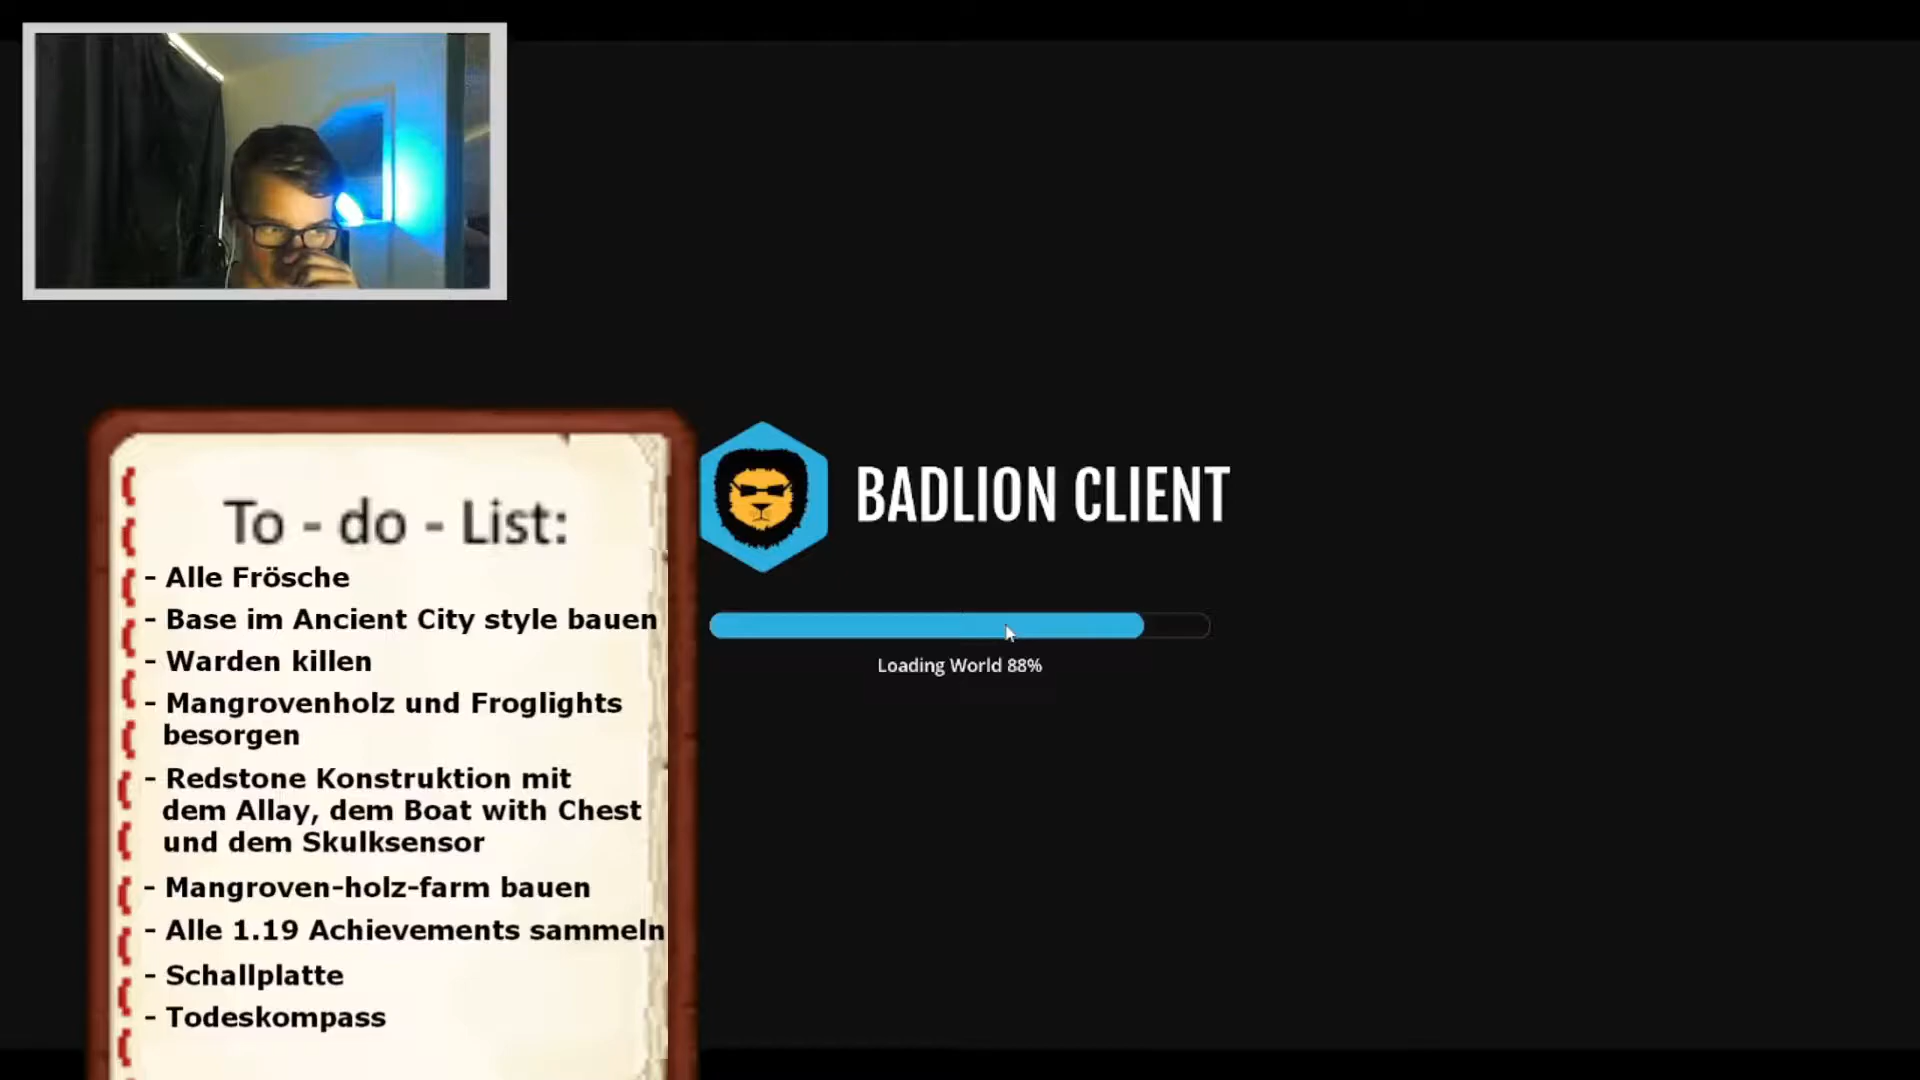 To - do - List:
- Alle Frösche
- Base im Ancient City style bauen
- Warden killen
- Mangrovenholz und Froglights
besorgen
- Redstone Konstruktion mit
dem Allay, dem Boat with Chest
und dem Skulksensor
- Mangroven-holz-farm bauen
- Alle 1.19 Achievements sammeln
- Schallplatte
- Todeskompass
BADLION CLIENT
Loading World 88%